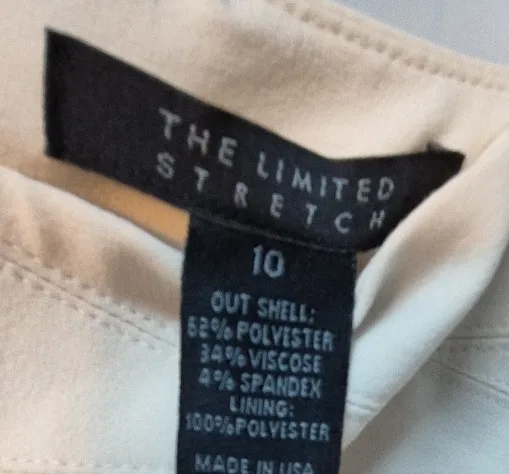 THE LIMITED
STRETCH
10
OUT SHELL:
62% POLYESTER
34% VISCOSE
4% SPANDEX
LINING:
100% POLYESTER
MADE IN USA